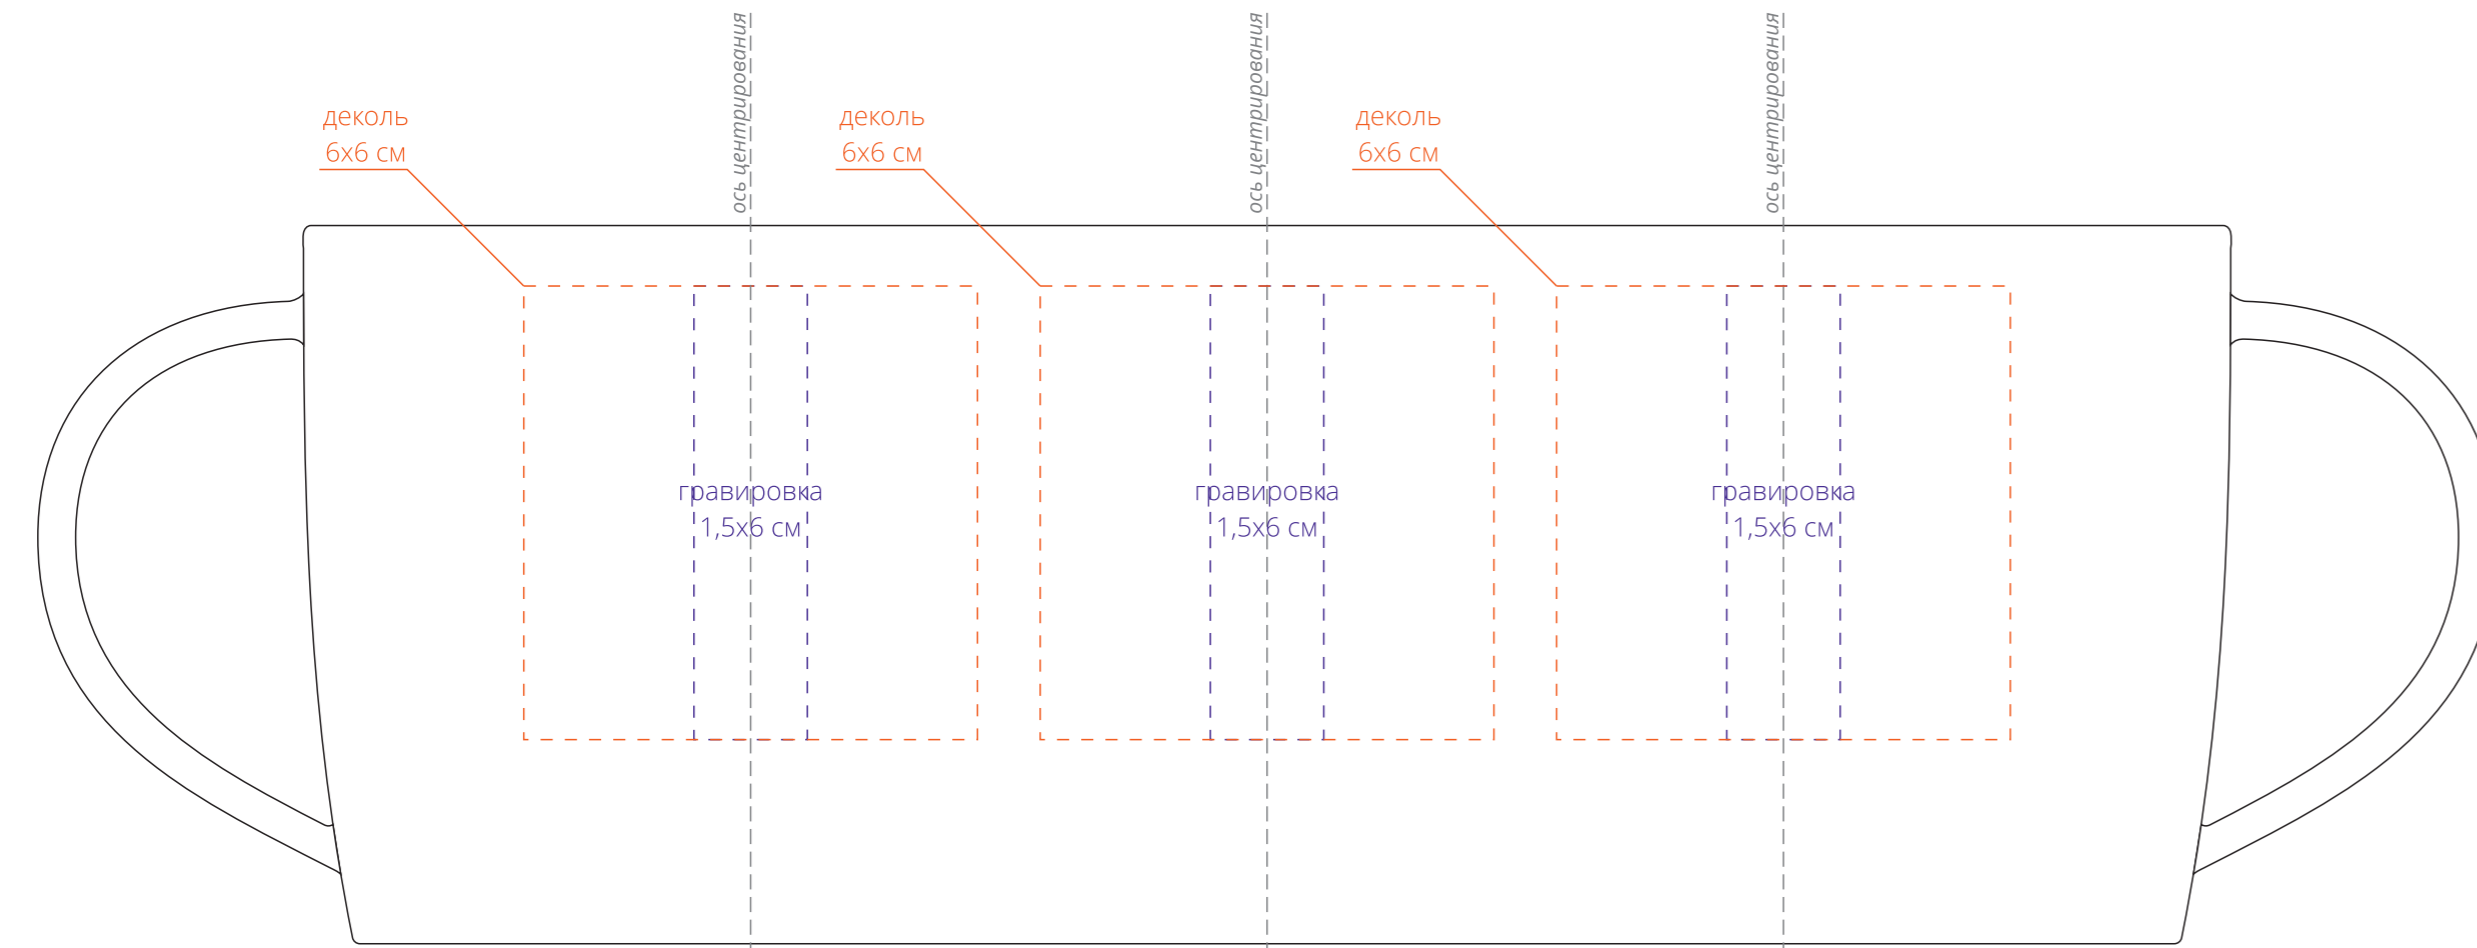 ось центрирования
ось центрирования
ось центрирования
деколь
6х6 см
деколь
6х6 см
деколь
6х6 см
гравировка
1,5х6 см
гравировка
1,5х6 см
гравировка
1,5х6 см